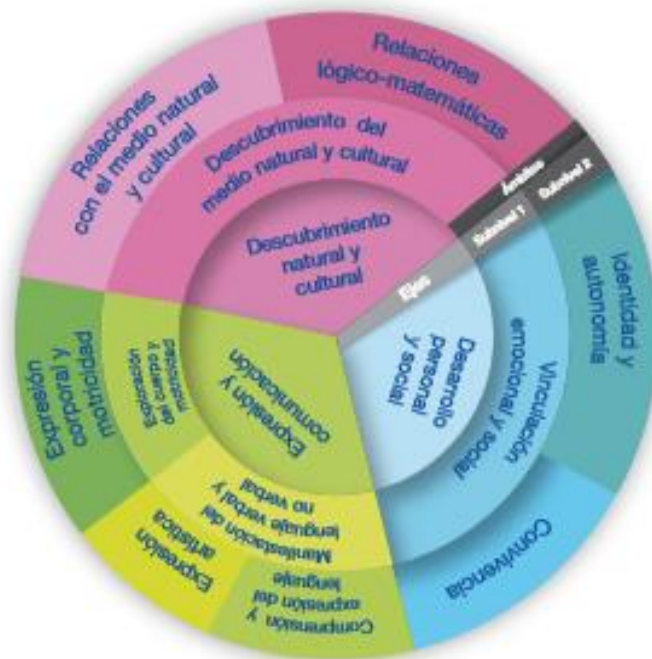 Relaciones
lógico-matemáticas
Relaciones
con el medio natural
y cultural
Descubrimiento del
medio natural y cultural
Descubrimiento
natural y
cultural
Ámbitos
Subnivel 1
Subnivel 2
Ejes
Identidad y
autonomía
Vinculación
emocional y social
Desarrollo
personal
y social
Convivencia
Expresión y
comunicación
Exploración
del cuerpo y
motricidad
Expresión
corporal y
motricidad
Manifestación del
lenguaje verbal y
no verbal
Expresión
artística
Comprensión y
expresión del
lenguaje